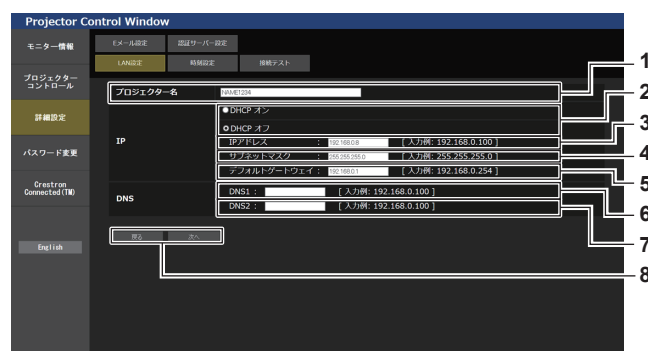 Projector Control Window
モニター情報
Eメール設定 認証サーバー設定
LAN設定 時刻設定 接続テスト
プロジェクター
コントロール
詳細設定
パスワード変更
Crestron
Connected(TM)
English
プロジェクター名 NAME1234
IP
DHCP オン
DHCP オフ
IPアドレス : 192.168.0.8 [ 入力例: 192.168.0.100 ]
サブネットマスク : 255.255.255.0 [ 入力例: 255.255.255.0 ]
デフォルトゲートウェイ : 192.168.0.1 [ 入力例: 192.168.0.254 ]
DNS
DNS1 : [ 入力例: 192.168.0.100 ]
DNS2 : [ 入力例: 192.168.0.100 ]
戻る 次へ
1
2
3
4
5
6
7
8